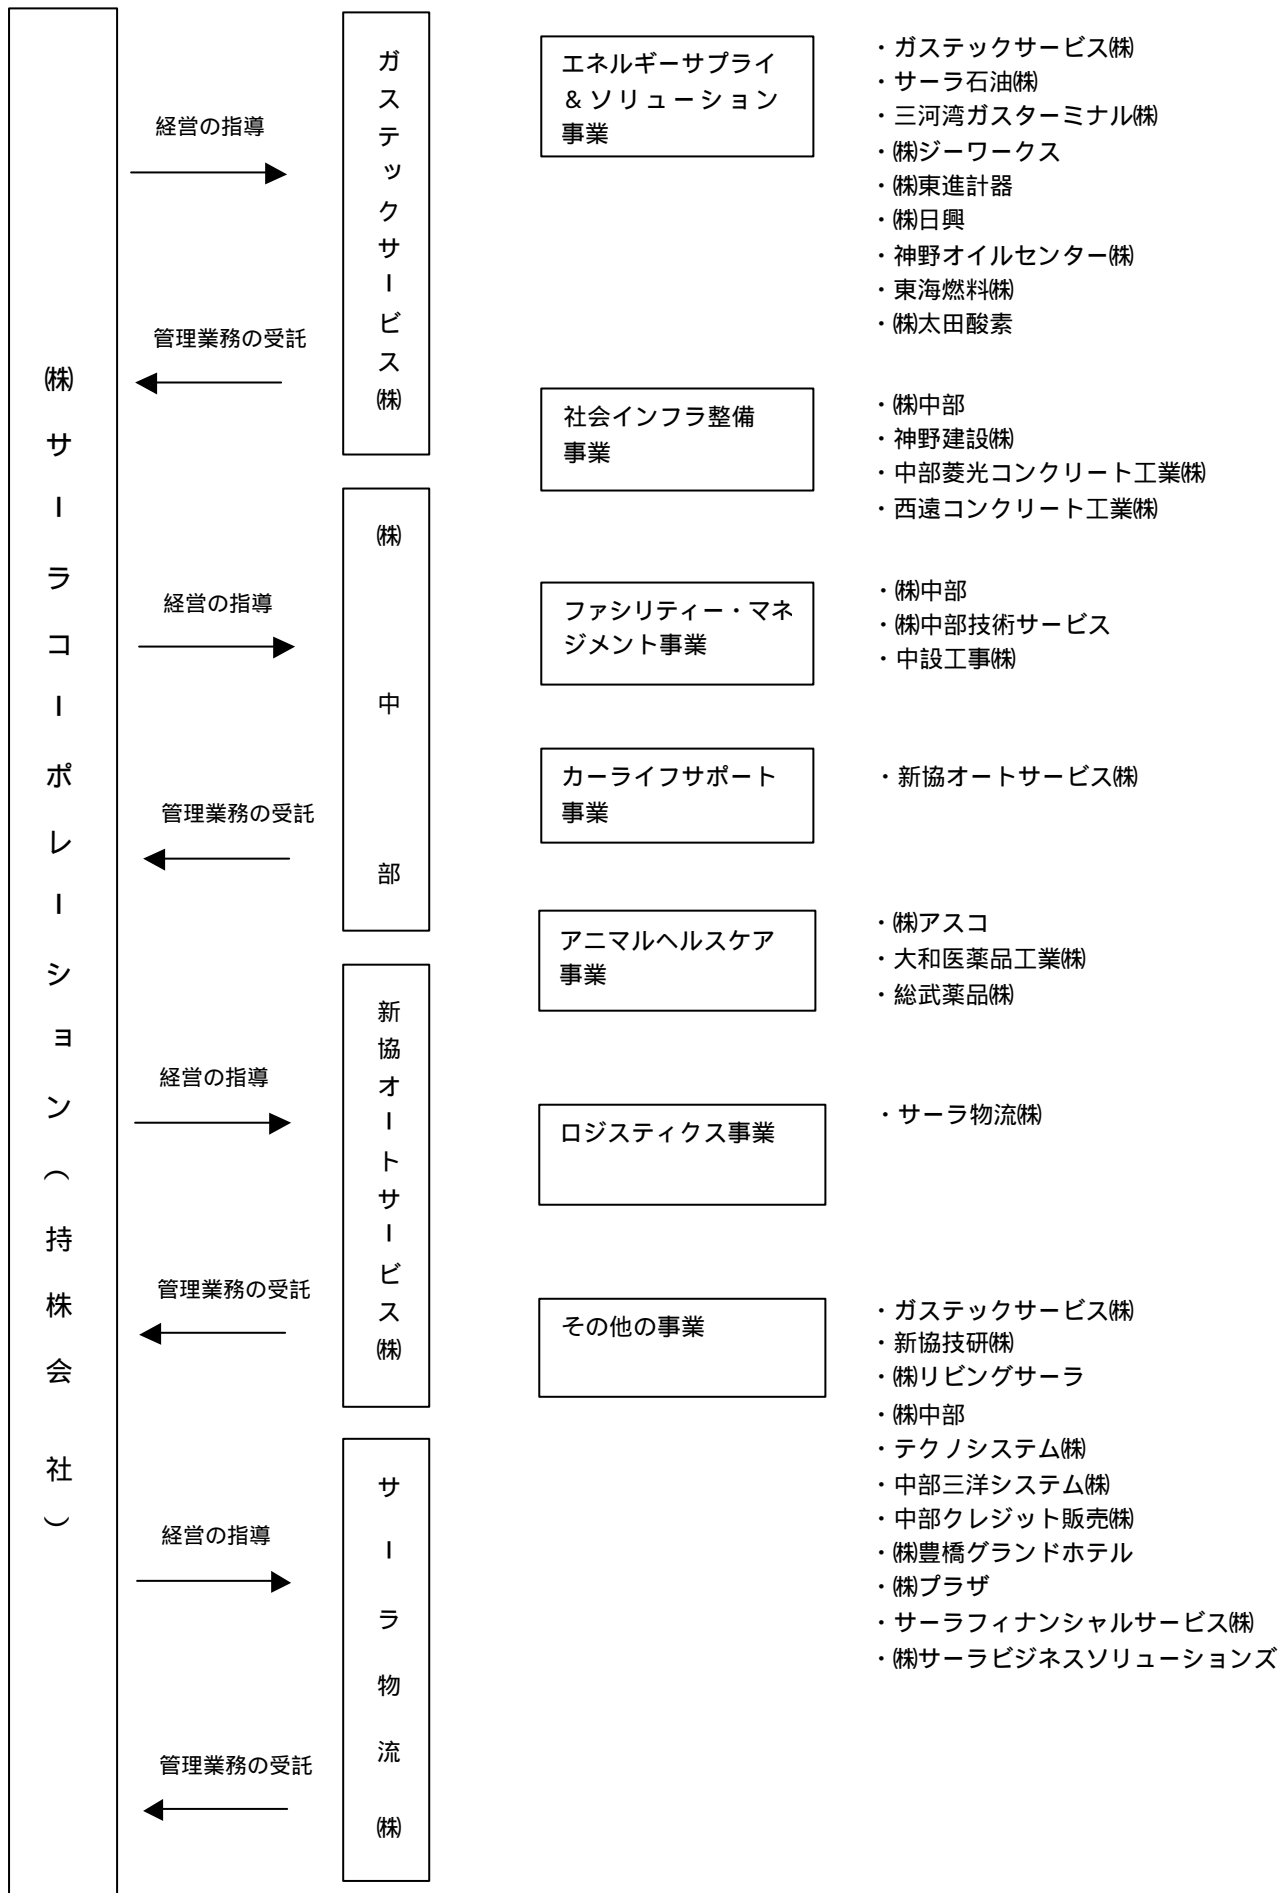 ㈱サーラコーポレーション（持株会社）
経営の指導
管理業務の受託
経営の指導
管理業務の受託
経営の指導
管理業務の受託
経営の指導
管理業務の受託
ガステックサービス㈱
㈱中部
新協オートサービス㈱
サーラ物流㈱
エネルギーサプライ
＆ソリューション
事業
・ガステックサービス㈱
・サーラ石油㈱
・三河湾ガスターミナル㈱
・㈱ジーワークス
・㈱東進計器
・㈱日興
・神野オイルセンター㈱
・東海燃料㈱
・㈱太田酸素
社会インフラ整備
事業
・㈱中部
・神野建設㈱
・中部菱光コンクリート工業㈱
・西遠コンクリート工業㈱
ファシリティー・マネ
ジメント事業
・㈱中部
・㈱中部技術サービス
・中設工事㈱
カーライフサポート
事業
・新協オートサービス㈱
アニマルヘルスケア
事業
・㈱アスコ
・大和医薬品工業㈱
・総武薬品㈱
ロジスティクス事業
・サーラ物流㈱
その他の事業
・ガステックサービス㈱
・新協技研㈱
・㈱リビングサーラ
・㈱中部
・テクノシステム㈱
・中部三洋システム㈱
・中部クレジット販売㈱
・㈱豊橋グランドホテル
・㈱プラザ
・サーラフィナンシャルサービス㈱
・㈱サーラビジネスソリューションズ